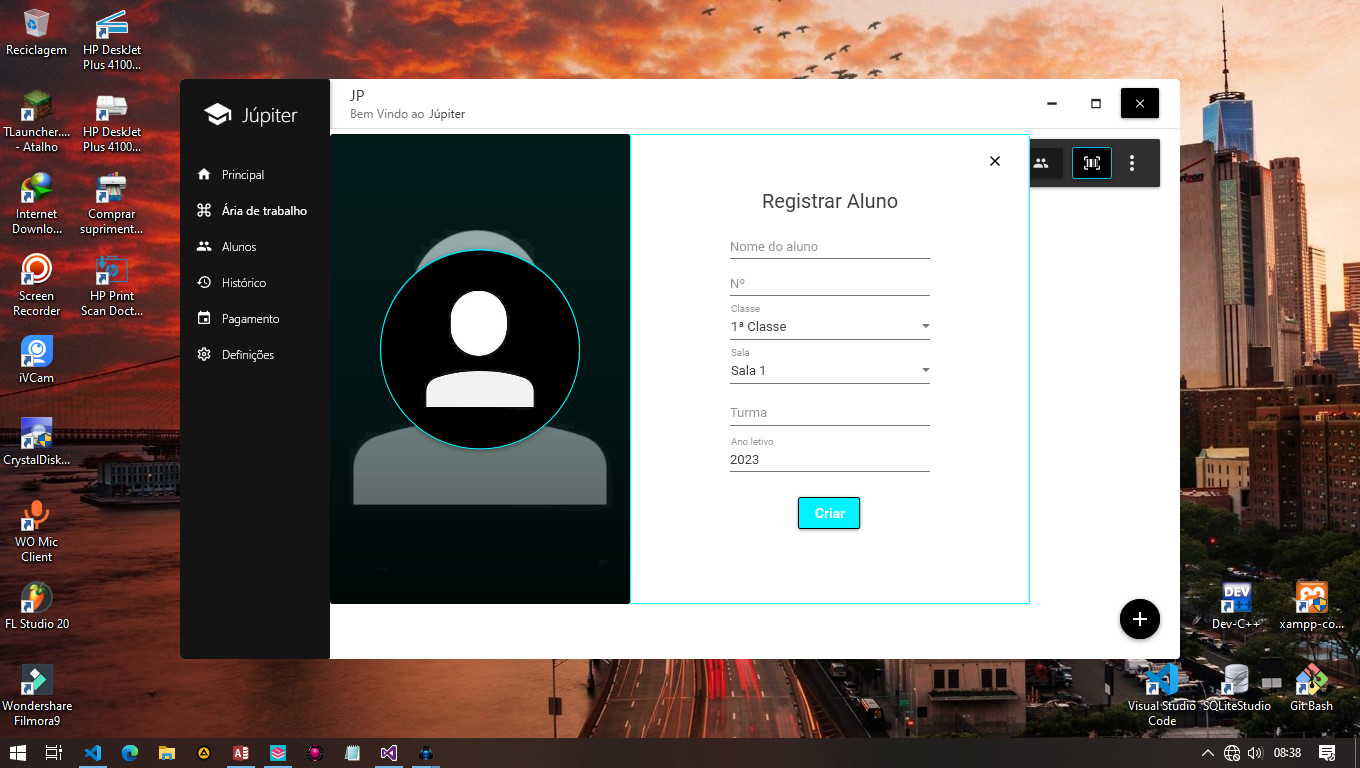 Reciclagem
HP DeskJet
Plus 4100...
TLauncher....
- Atalho
HP DeskJet
Plus 4100...
Internet
Downlo...
Comprar
supriment...
Screen
Recorder
HP Print
Scan Doct...
iVCam
CrystalDisk...
WO Mic
Client
FL Studio 20
Wondershare
Filmora9
Júpiter
Principal
Ária de trabalho
Alunos
Histórico
Pagamento
Definições
JP
Bem Vindo ao Júpiter
Registrar Aluno
Nome do aluno
Nº
Classe
1ª Classe
Sala
Sala 1
Turma
Ano letivo
2023
Criar
verizon
DEV
Dev-C++
xampp-co...
Visual Studio
Code
SQLiteStudio
Git Bash
08:38